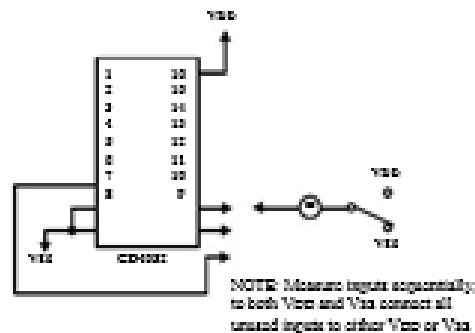 VDD
1 16
2 15
3 14
4 13
5 12
6 11
7 10
8 9
VDD
VSS
VSS
NOTE: Measure inputs sequentially,
to both VDD and VSS connect all
unused inputs to either VDD or VSS